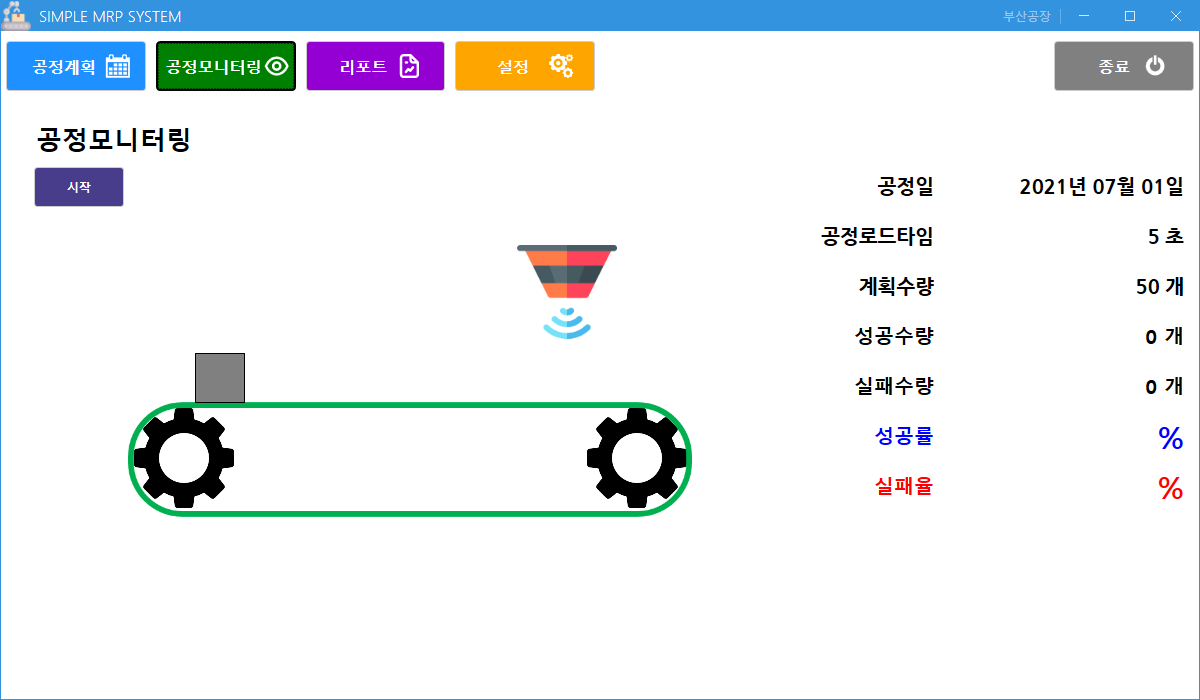 SIMPLE MRP SYSTEM
부산공장
공정계획
공정모니터링
리포트
설정
종료
공정모니터링
시작
공정일 2021년 07월 01일
공정로드타임 5 초
계획수량 50 개
성공수량 0 개
실패수량 0 개
성공률 %
실패율 %